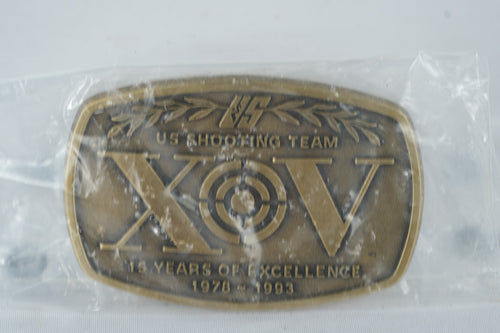 US
US SHOOTING TEAM
XV
15 YEARS OF EXCELLENCE
1978 - 1993